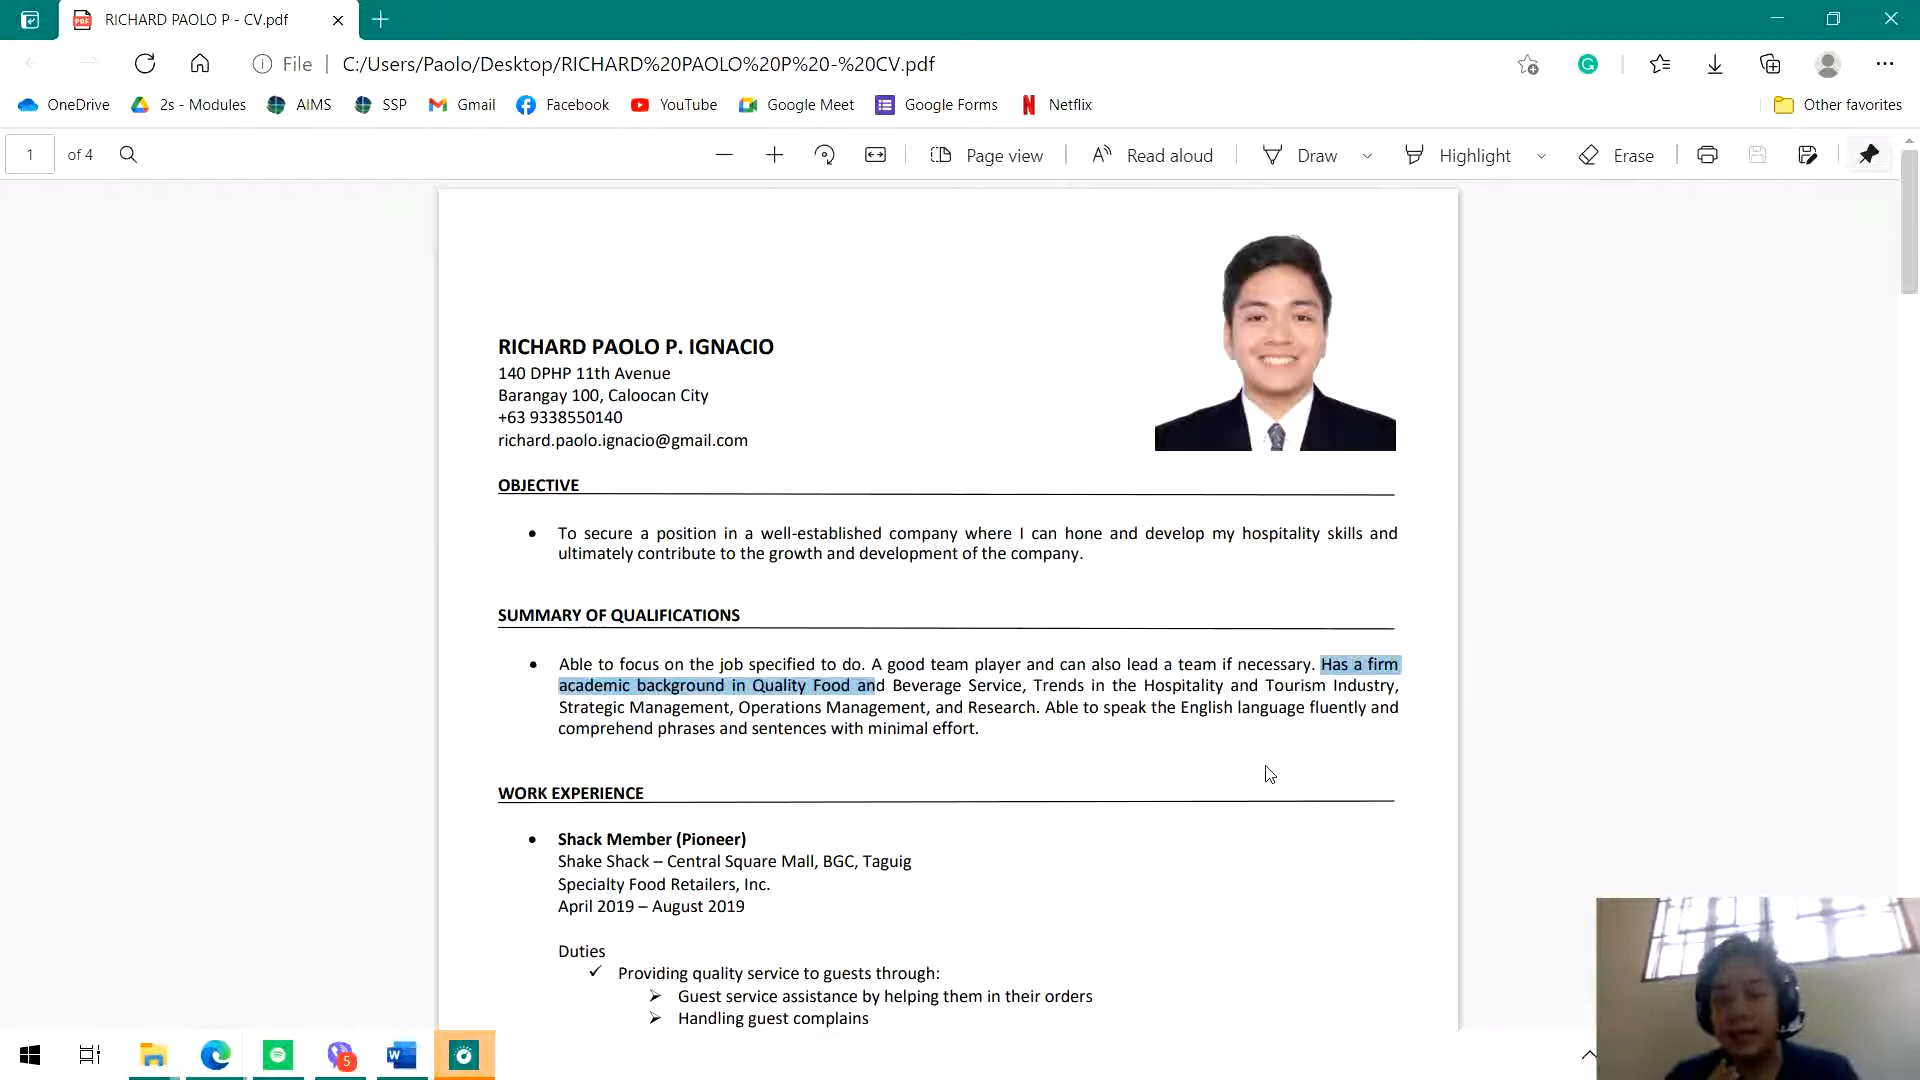 RICHARD PAOLO P - CV.pdf
File
C:/Users/Paolo/Desktop/RICHARD%20PAOLO%20P%20-%20CV.pdf
OneDrive 2s - Modules AIMS SSP Gmail Facebook YouTube Google Meet Google Forms Netflix Other favorites
1 of 4 Page view Read aloud Draw Highlight Erase
RICHARD PAOLO P. IGNACIO
140 DPHP 11th Avenue
Barangay 100, Caloocan City
+63 9338550140
richard.paolo.ignacio@gmail.com
OBJECTIVE
• To secure a position in a well-established company where I can hone and develop my hospitality skills and
ultimately contribute to the growth and development of the company.
SUMMARY OF QUALIFICATIONS
• Able to focus on the job specified to do. A good team player and can also lead a team if necessary. Has a firm
academic background in Quality Food and Beverage Service, Trends in the Hospitality and Tourism Industry,
Strategic Management, Operations Management, and Research. Able to speak the English language fluently and
comprehend phrases and sentences with minimal effort.
WORK EXPERIENCE
• Shack Member (Pioneer)
Shake Shack – Central Square Mall, BGC, Taguig
Specialty Food Retailers, Inc.
April 2019 – August 2019
Duties
✓ Providing quality service to guests through:
➢ Guest service assistance by helping them in their orders
➢ Handling guest complains
5